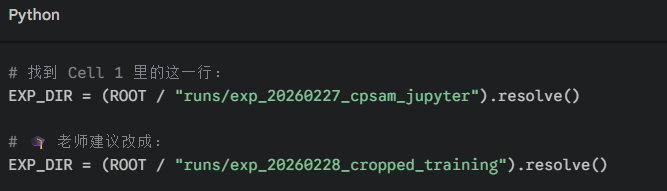 Python
# 找到 Cell 1 里的这一行：
EXP_DIR = (ROOT / "runs/exp_20260227_cpsam_jupyter").resolve()
# 🎓 老师建议改成：
EXP_DIR = (ROOT / "runs/exp_20260228_cropped_training").resolve()